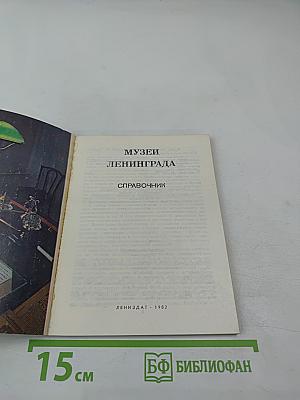 МУЗЕИ
ЛЕНИНГРАДА
СПРАВОЧНИК
ЛЕНИЗДАТ · 1982
15 см
БФ БИБЛИОФАН